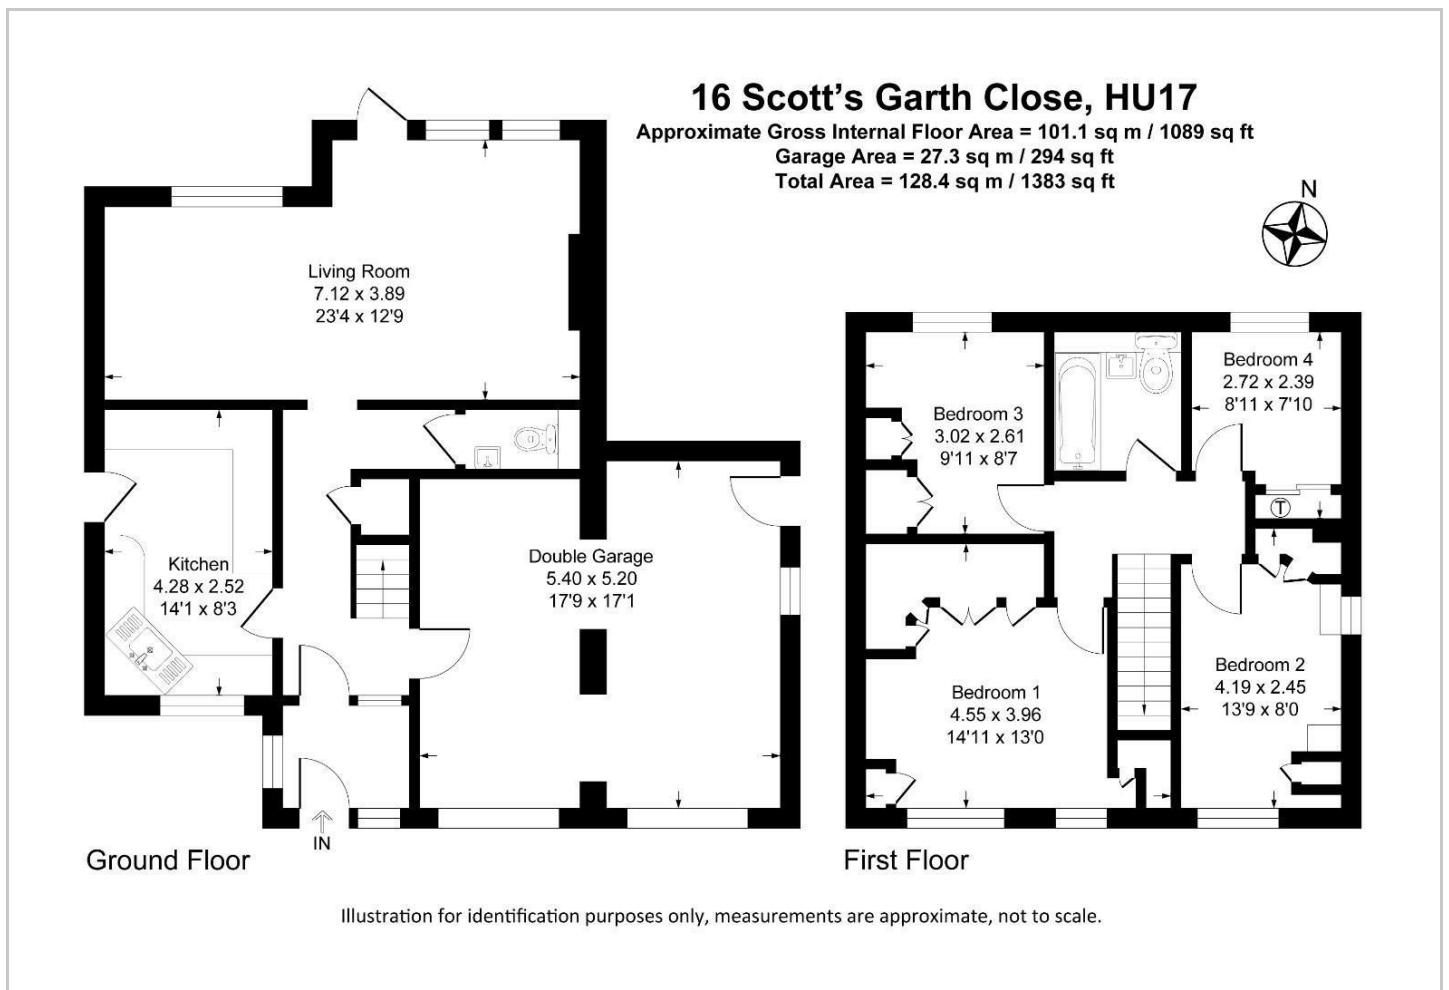 16 Scott's Garth Close, HU17
Approximate Gross Internal Floor Area = 101.1 sq m / 1089 sq ft
Garage Area = 27.3 sq m / 294 sq ft
Total Area = 128.4 sq m / 1383 sq ft
N
Living Room
7.12 x 3.89
23'4 x 12'9
Kitchen
4.28 x 2.52
14'1 x 8'3
Double Garage
5.40 x 5.20
17'9 x 17'1
IN
Ground Floor
Bedroom 3
3.02 x 2.61
9'11 x 8'7
Bedroom 4
2.72 x 2.39
8'11 x 7'10
T
Bedroom 1
4.55 x 3.96
14'11 x 13'0
Bedroom 2
4.19 x 2.45
13'9 x 8'0
First Floor
Illustration for identification purposes only, measurements are approximate, not to scale.